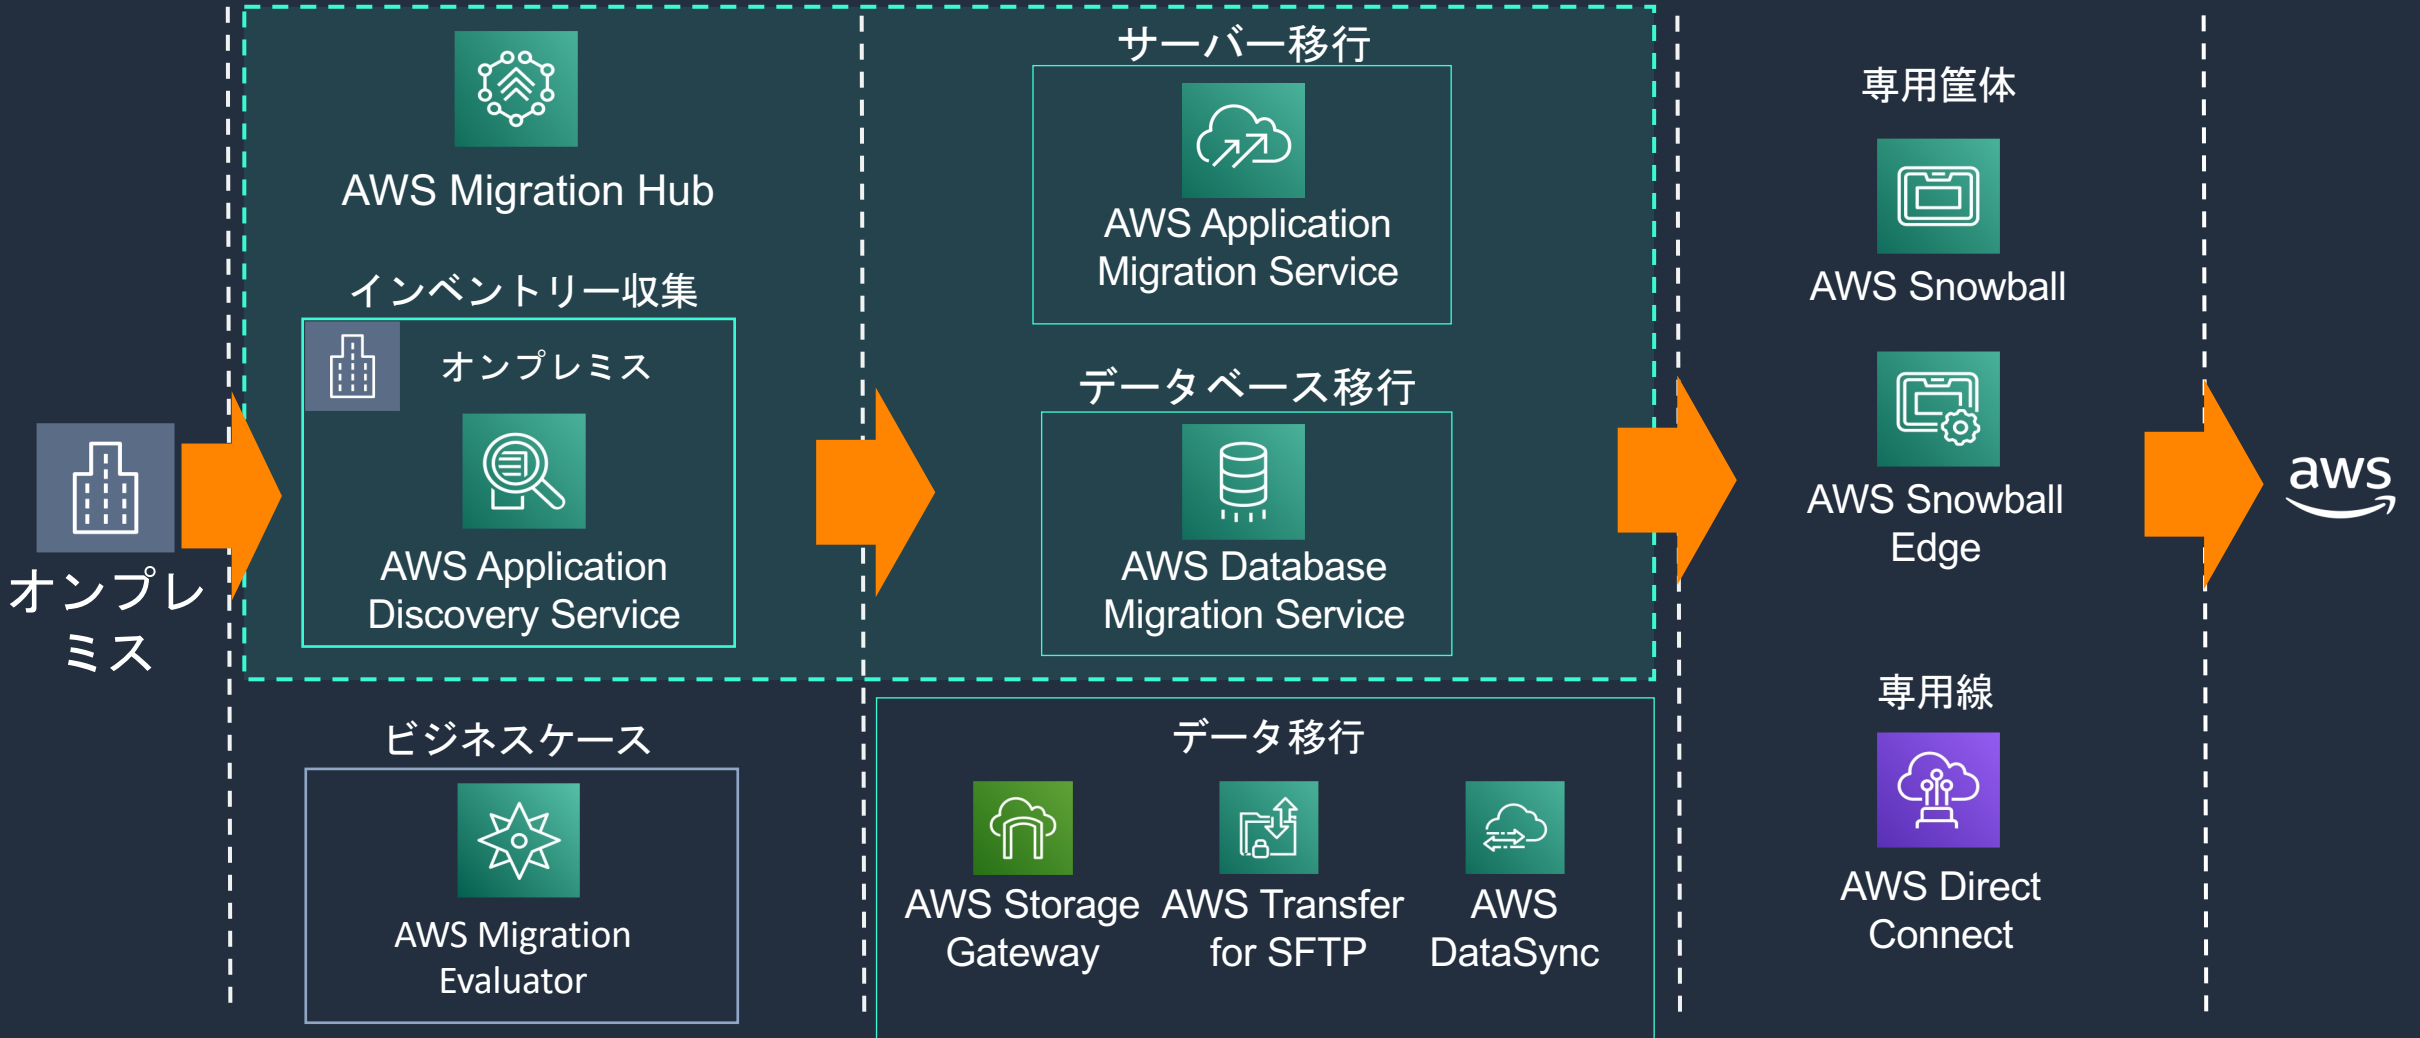 オンプレ
ミス
AWS Migration Hub
インベントリー収集
オンプレミス
AWS Application
Discovery Service
ビジネスケース
AWS Migration
Evaluator
サーバー移行
AWS Application
Migration Service
データベース移行
AWS Database
Migration Service
データ移行
AWS Storage
Gateway
AWS Transfer
for SFTP
AWS
DataSync
専用筐体
AWS Snowball
AWS Snowball
Edge
専用線
AWS Direct
Connect
aws